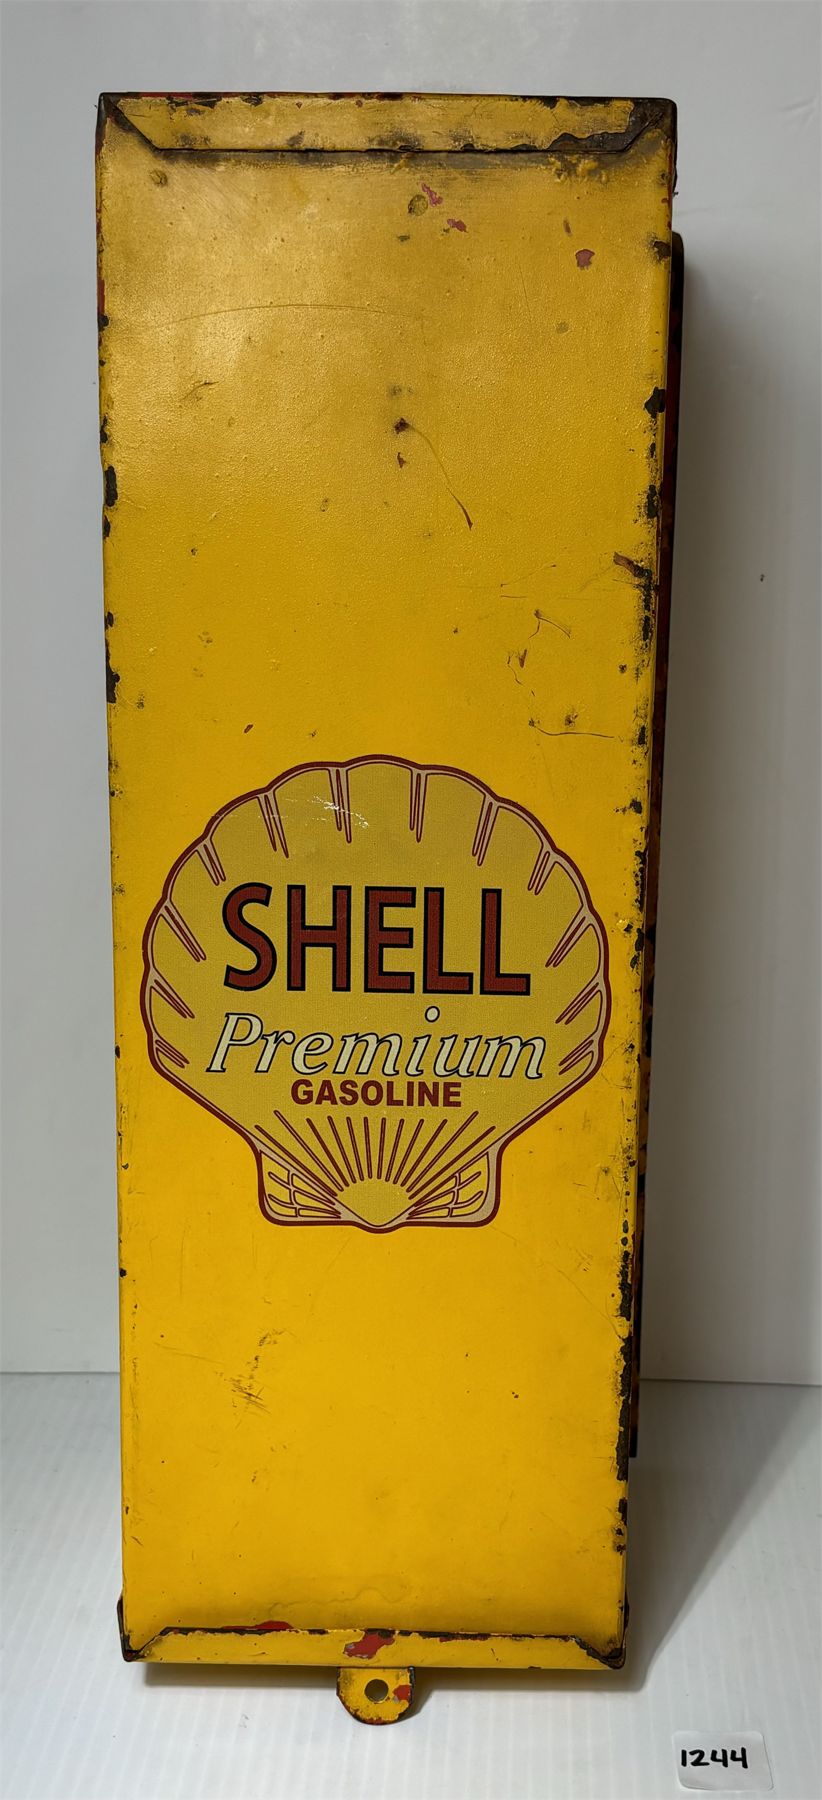 SHELL
Premium
GASOLINE
1244